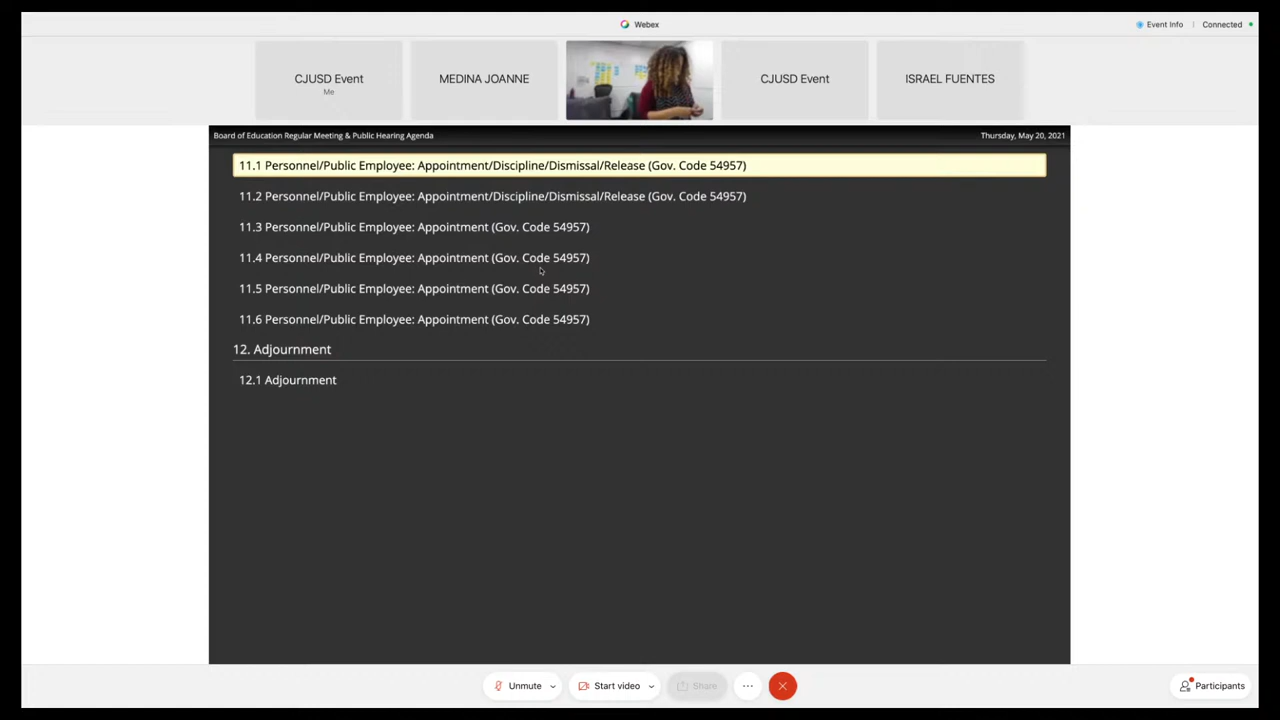 Webex
Event Info
Connected
CJUSD Event
Me
MEDINA JOANNE
CJUSD Event
ISRAEL FUENTES
Board of Education Regular Meeting & Public Hearing Agenda
Thursday, May 20, 2021
11.1 Personnel/Public Employee: Appointment/Discipline/Dismissal/Release (Gov. Code 54957)
11.2 Personnel/Public Employee: Appointment/Discipline/Dismissal/Release (Gov. Code 54957)
11.3 Personnel/Public Employee: Appointment (Gov. Code 54957)
11.4 Personnel/Public Employee: Appointment (Gov. Code 54957)
11.5 Personnel/Public Employee: Appointment (Gov. Code 54957)
11.6 Personnel/Public Employee: Appointment (Gov. Code 54957)
12. Adjournment
12.1 Adjournment
Unmute
Start video
Share
Participants